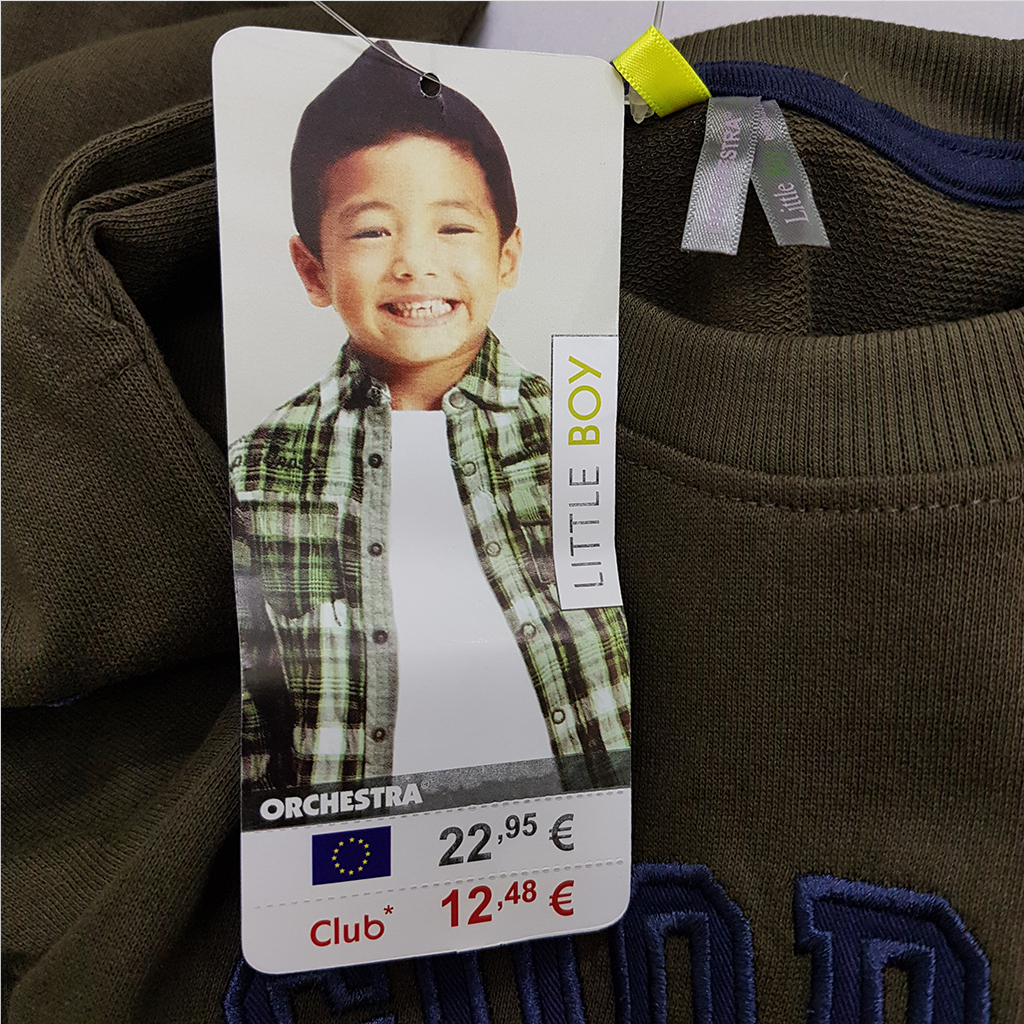 LITTLE BOY
ORCHESTRA
22,95 €
Club* 12,48 €
Little